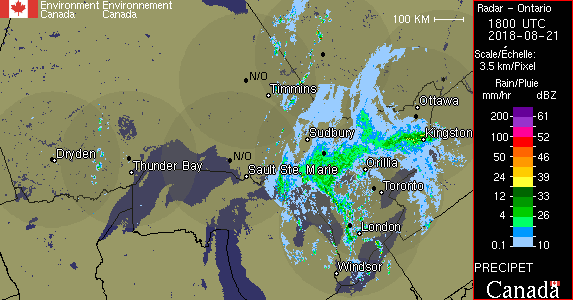 Environment Environnement
Canada Canada
100 KM
N/O
Timmins
Ottawa
Sudbury
Kingston
Dryden
N/O
Thunder Bay
Sault Ste. Marie
Orillia
Toronto
London
Windsor
Radar - Ontario
1800 UTC
2018-08-21
Scale/Échelle:
3.5 km/Pixel
Rain/Pluie
mm/hr dBZ
200 61
100 52
50 46
24 39
12 33
4 26
0.1 10
PRECIPET
Canada